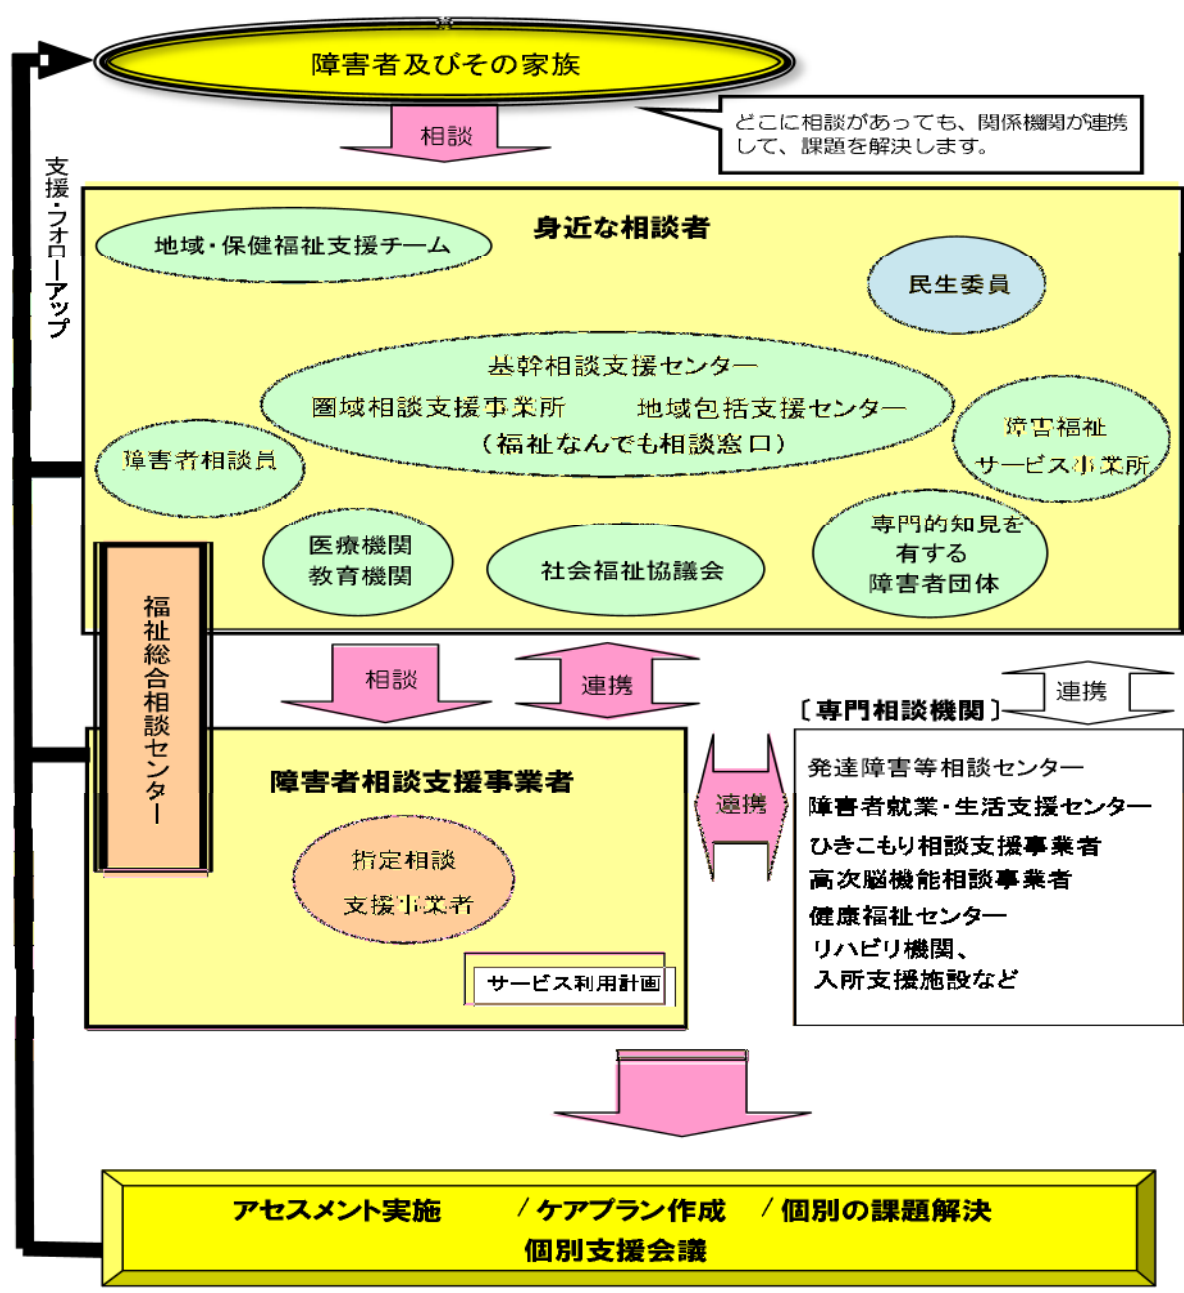 障害者及びその家族
相談
どこに相談があっても、関係機関が連携
して、課題を解決します。
支援・フォローアップ
身近な相談者
地域・保健福祉支援チーム
民生委員
基幹相談支援センター
圏域相談支援事業所　地域包括支援センター
（福祉なんでも相談窓口）
障害福祉
サービス事業所
障害者相談員
医療機関
教育機関
社会福祉協議会
専門的知見を
有する
障害者団体
福祉総合相談センター
相談
連携
連携
〔専門相談機関〕
障害者相談支援事業者
指定相談
支援事業者
サービス利用計画
連携
発達障害等相談センター
障害者就業・生活支援センター
ひきこもり相談支援事業者
高次脳機能相談事業者
健康福祉センター
リハビリ機関、
入所支援施設など
アセスメント実施　/ケアプラン作成　/個別の課題解決
個別支援会議